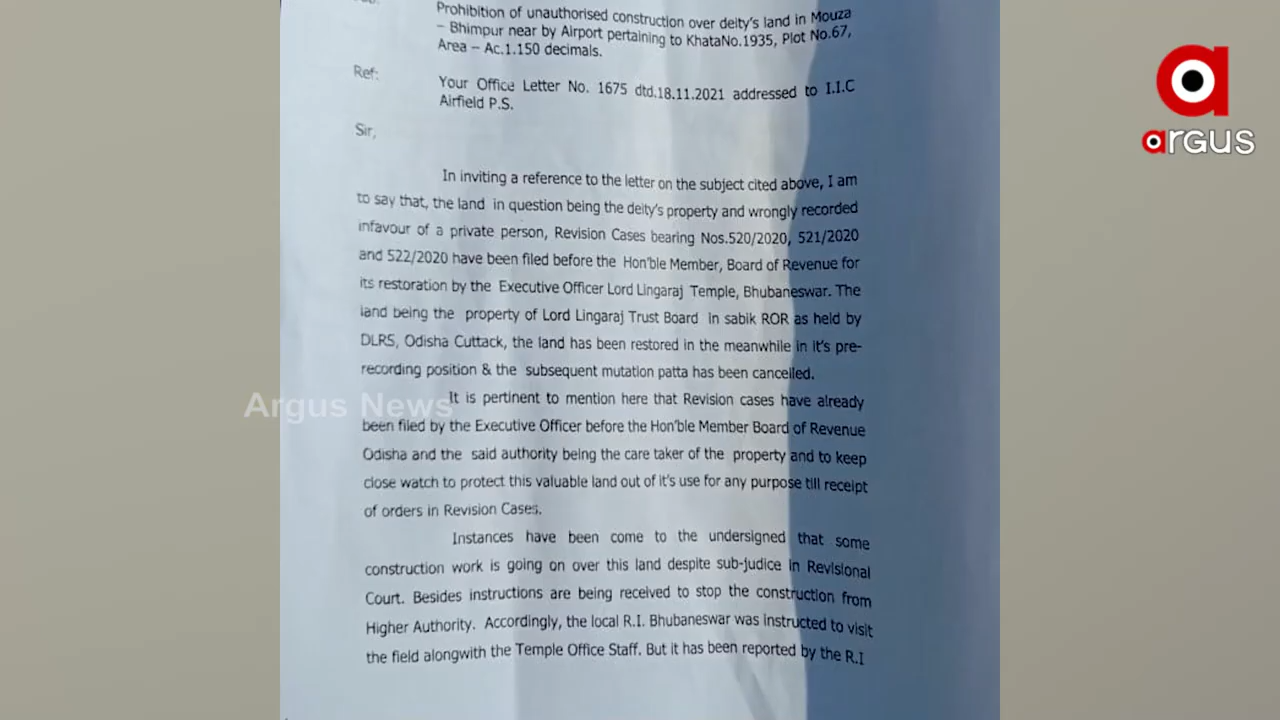 Prohibition of unauthorised construction over deity's land in Mouza
– Bhimpur near by Airport pertaining to KhataNo.1935, Plot No.67,
Area – Ac.1.150 decimals.
Ref:
Your Office Letter No. 1675 dtd.18.11.2021 addressed to I.I.C
Airfield P.S.
Sir,
In inviting a reference to the letter on the subject cited above, I am
to say that, the land in question being the deity's property and wrongly recorded
infavour of a private person, Revision Cases bearing Nos.520/2020, 521/2020
and 522/2020 have been filed before the Hon'ble Member, Board of Revenue for
its restoration by the Executive Officer Lord Lingaraj Temple, Bhubaneswar. The
land being the property of Lord Lingaraj Trust Board in sabik ROR as held by
DLRS, Odisha Cuttack, the land has been restored in the meanwhile in it's pre-
recording position & the subsequent mutation patta has been cancelled.
It is pertinent to mention here that Revision cases have already
been filed by the Executive Officer before the Hon'ble Member Board of Revenue
Odisha and the said authority being the care taker of the property and to keep
close watch to protect this valuable land out of it's use for any purpose till receipt
of orders in Revision Cases.
Instances have been come to the undersigned that some
construction work is going on over this land despite sub-judice in Revisional
Court. Besides instructions are being received to stop the construction from
Higher Authority. Accordingly, the local R.I. Bhubaneswar was instructed to visit
the field alongwith the Temple Office Staff. But it has been reported by the R.I
Argus News
a
argus